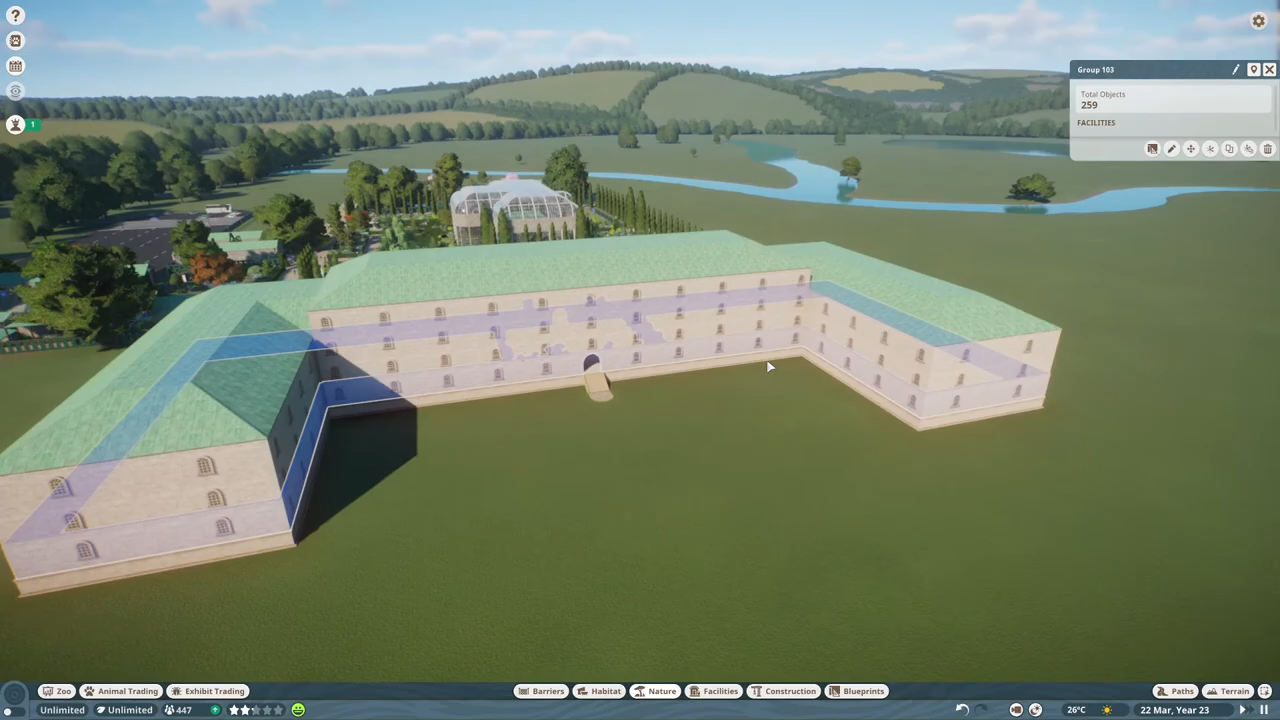 ?
1
Group 103
Total Objects
259
FACILITIES
Zoo
Animal Trading
Exhibit Trading
Barriers
Habitat
Nature
Facilities
Construction
Blueprints
Paths
Terrain
Unlimited
Unlimited
447
26°C
22 Mar, Year 23